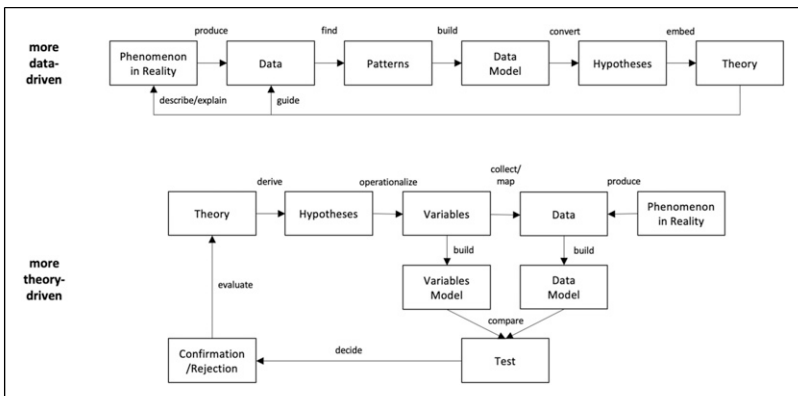 more
data-
driven
produce
find
build
convert
embed
Phenomenon
in Reality
Data
Patterns
Data
Model
Hypotheses
Theory
describe/explain
guide
more
theory-
driven
derive
operationalize
collect/
map
produce
Theory
Hypotheses
Variables
Data
Phenomenon
in Reality
build
build
Variables
Model
Data
Model
evaluate
compare
Confirmation
/Rejection
decide
Test